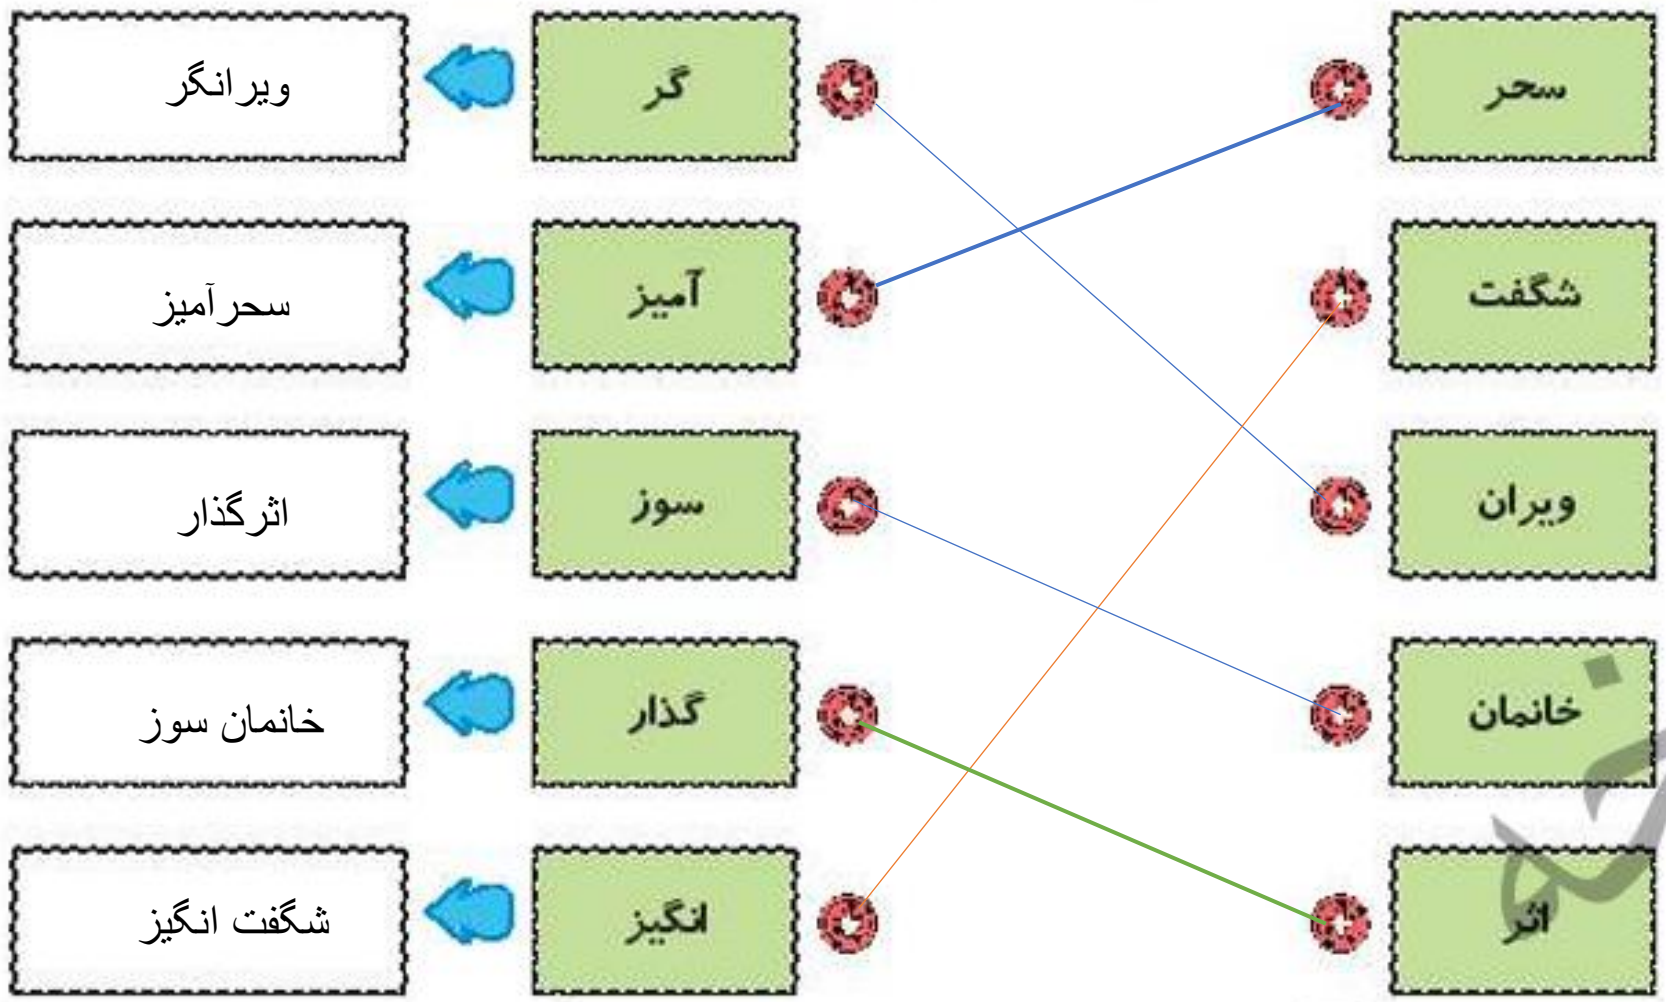 سحر گر ویرانگر
شگفت آمیز سحرآمیز
ویران سوز اثرگذار
خانمان گذار خانمان سوز
اثر انگیز شگفت انگیز